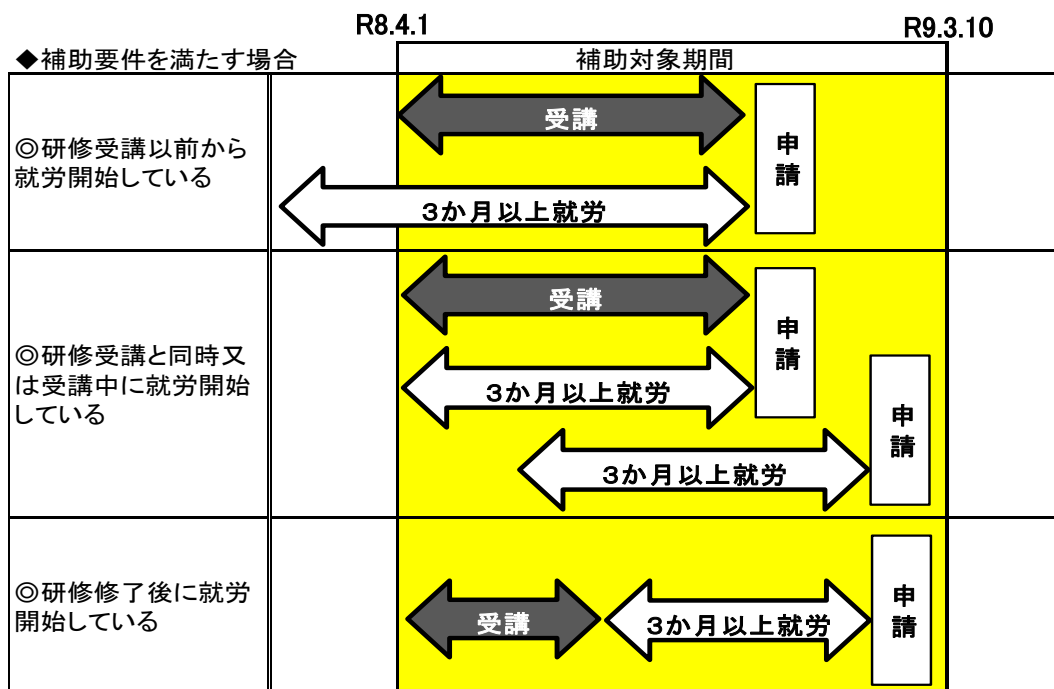 R8.4.1
R9.3.10
◆補助要件を満たす場合
補助対象期間
◎研修受講以前から
就労開始している
受講
3か月以上就労
申請
◎研修受講と同時又
は受講中に就労開始
している
受講
3か月以上就労
申請
3か月以上就労
申請
◎研修修了後に就労
開始している
受講
3か月以上就労
申請